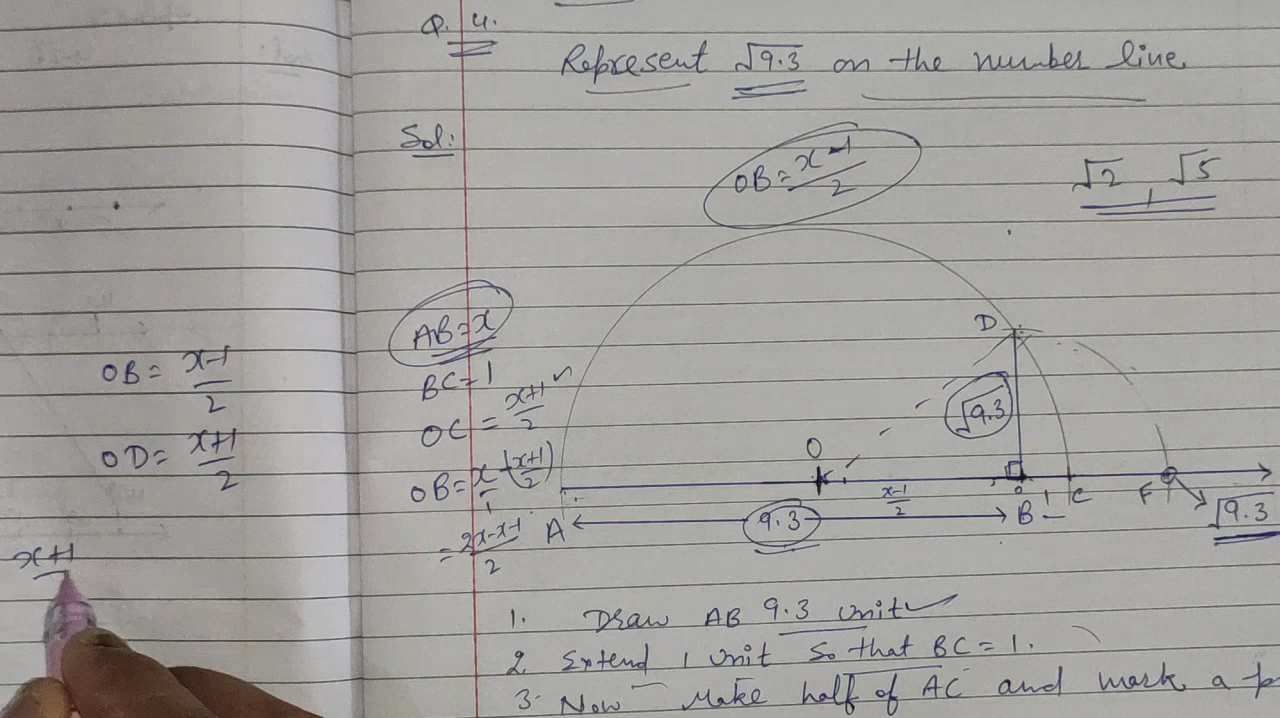 Q. 4.
Represent √9.3 on the number line
Sol:
OB = x-1/2
√2, √5
AB = x
BC = 1
OC = x+1/2
OB = x/1 - (x+1/2)
= 2x-x-1/2
OB = x-1/2
OD = x+1/2
x+1
D
√9.3
O
x-1/2
A
9.3
B
1
C
F
√9.3
1. Draw AB 9.3 unit
2. Extend 1 unit so that BC = 1.
3. Now make half of AC and mark a